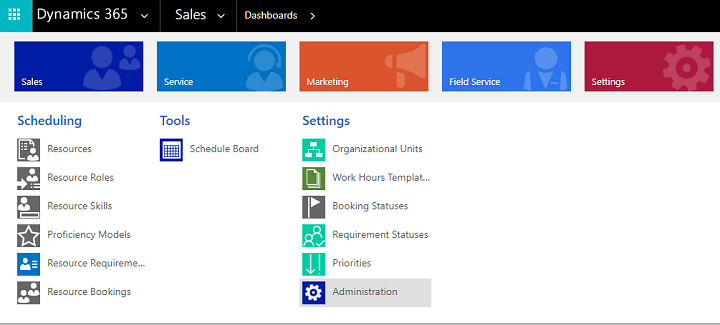 Dynamics 365 Sales Dashboards
Sales Service Marketing Field Service Settings
Scheduling
Resources
Resource Roles
Resource Skills
Proficiency Models
Resource Requireme...
Resource Bookings
Tools
Schedule Board
Settings
Organizational Units
Work Hours Templat...
Booking Statuses
Requirement Statuses
Priorities
Administration